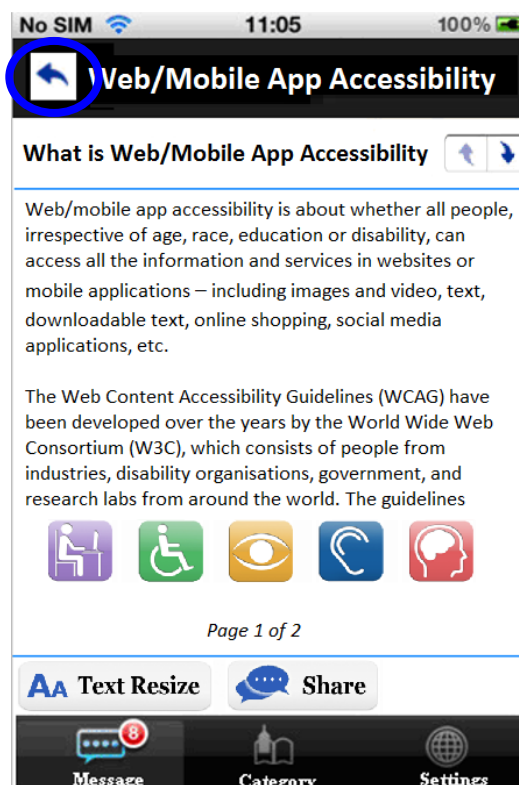 No SIM 11:05 100%
Web/Mobile App Accessibility
What is Web/Mobile App Accessibility
Web/mobile app accessibility is about whether all people,
irrespective of age, race, education or disability, can
access all the information and services in websites or
mobile applications – including images and video, text,
downloadable text, online shopping, social media
applications, etc.
The Web Content Accessibility Guidelines (WCAG) have
been developed over the years by the World Wide Web
Consortium (W3C), which consists of people from
industries, disability organisations, government, and
research labs from around the world. The guidelines
Page 1 of 2
AA Text Resize Share
8
Message Category Settings